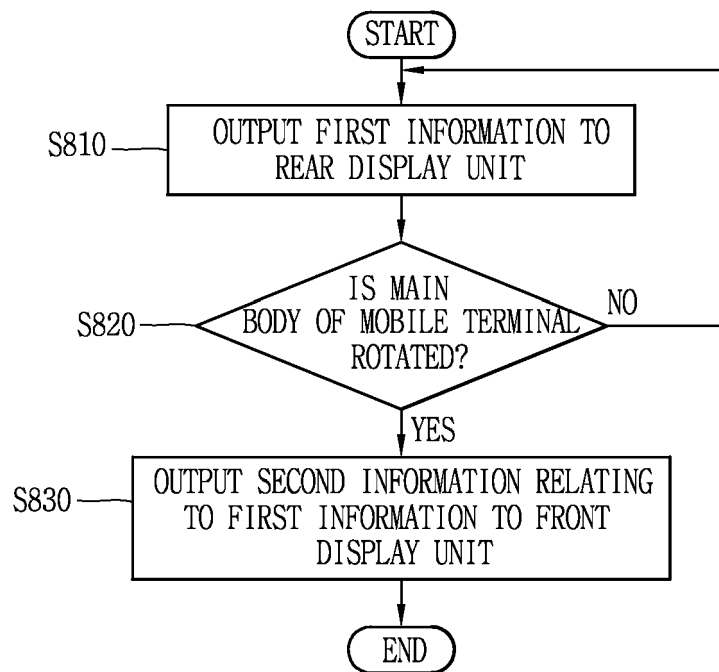 START
S810
OUTPUT FIRST INFORMATION TO
REAR DISPLAY UNIT
S820
IS MAIN
BODY OF MOBILE TERMINAL
ROTATED?
NO
YES
S830
OUTPUT SECOND INFORMATION RELATING
TO FIRST INFORMATION TO FRONT
DISPLAY UNIT
END